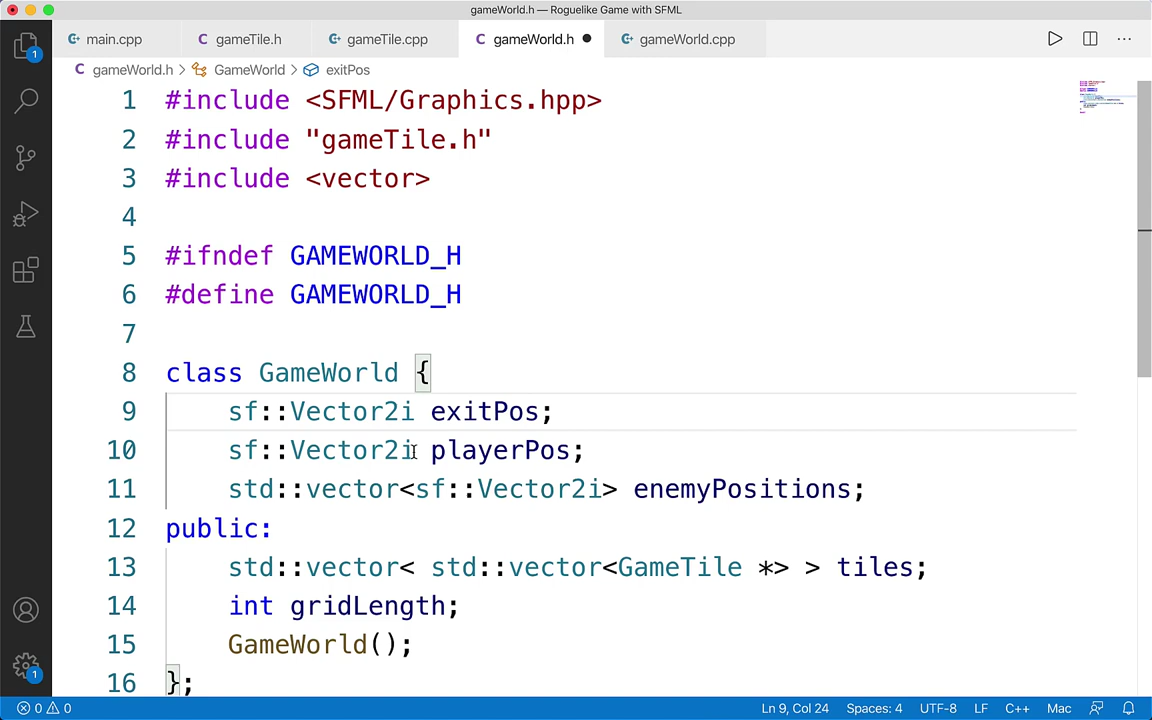 gameWorld.h — Roguelike Game with SFML
main.cpp gameTile.h gameTile.cpp gameWorld.h gameWorld.cpp
gameWorld.h > GameWorld > exitPos
1 #include <SFML/Graphics.hpp>
2 #include "gameTile.h"
3 #include <vector>
4
5 #ifndef GAMEWORLD_H
6 #define GAMEWORLD_H
7
8 class GameWorld {
9 sf::Vector2i exitPos;
10 sf::Vector2i playerPos;
11 std::vector<sf::Vector2i> enemyPositions;
12 public:
13 std::vector< std::vector<GameTile *> > tiles;
14 int gridLength;
15 GameWorld();
16 };
1
1
0 0 Ln 9, Col 24 Spaces: 4 UTF-8 LF C++ Mac